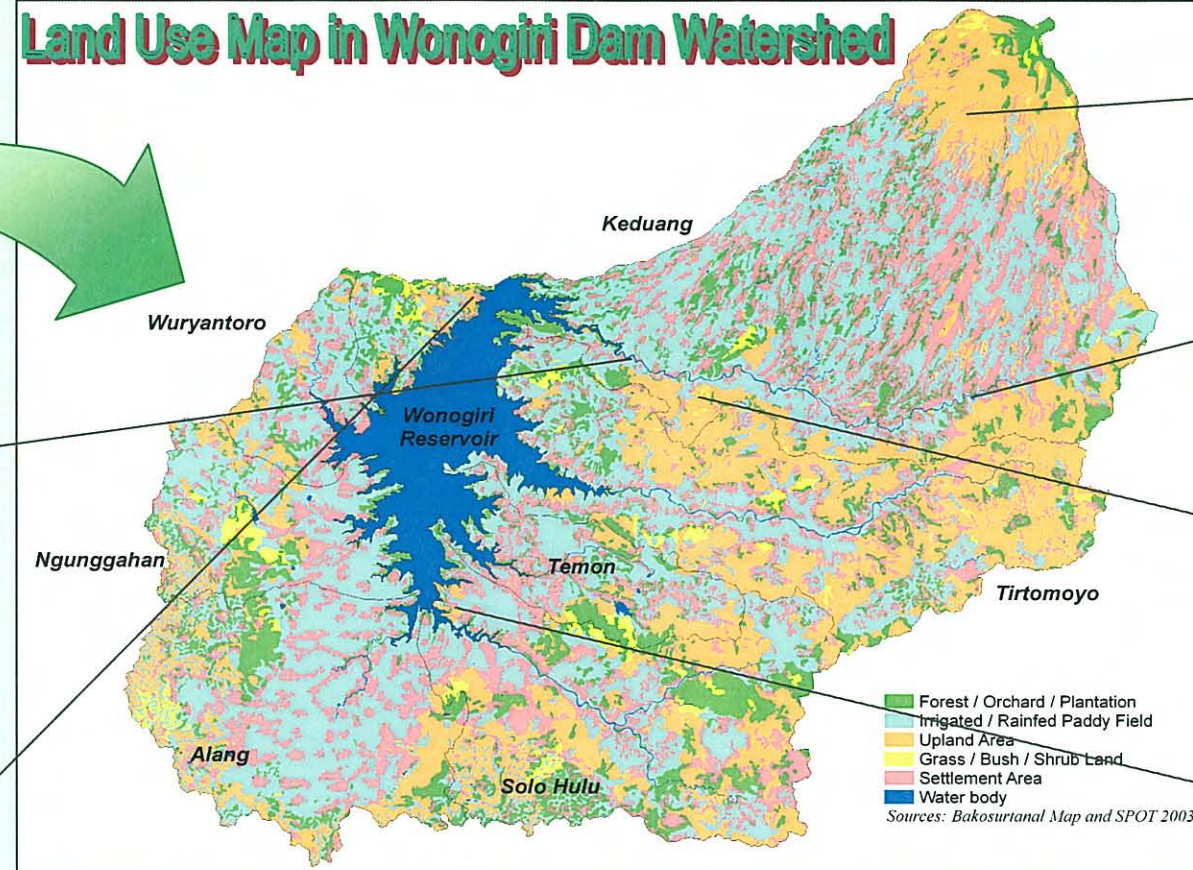 Land Use Map in Wonogiri Dam Watershed
Keduang
Wuryantoro
Wonogiri
Reservoir
Ngunggahan
Temon
Tirtomoyo
Alang
Solo Hulu
Forest / Orchard / Plantation
Irrigated / Rainfed Paddy Field
Upland Area
Grass / Bush / Shrub Land
Settlement Area
Water body
Sources: Bakosurtanal Map and SPOT 2003